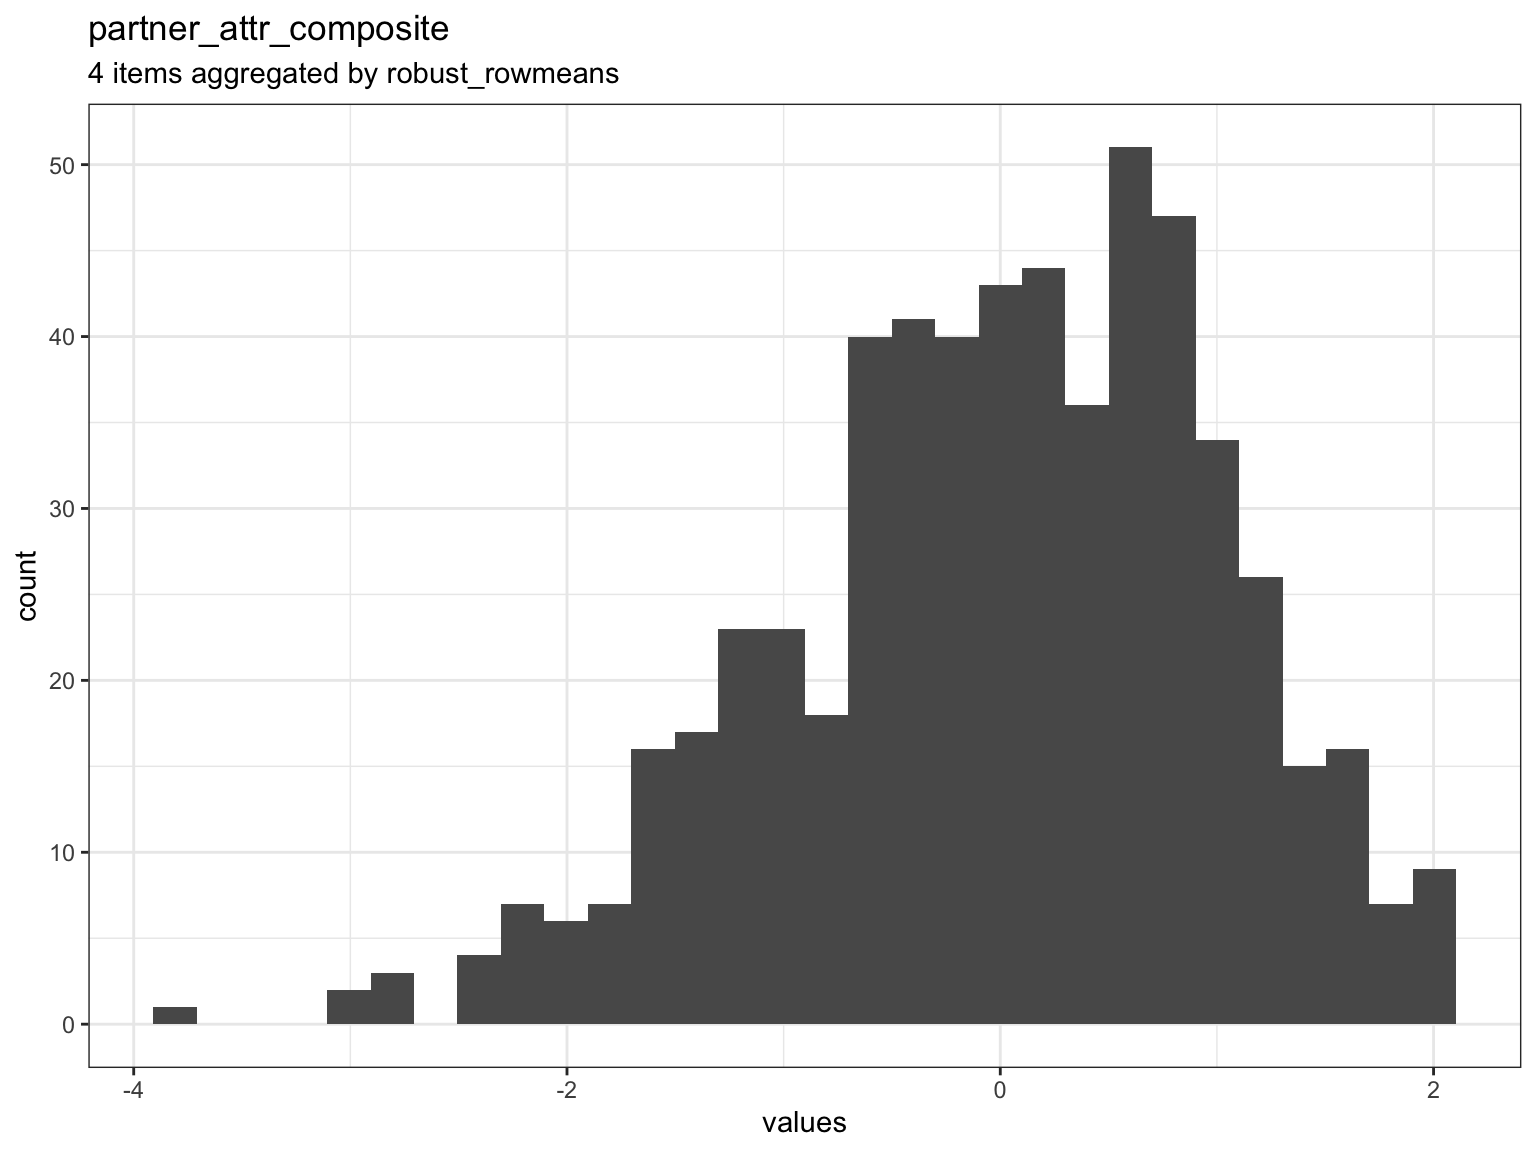 partner_attr_composite
4 items aggregated by robust_rowmeans
50
40
30
20
10
0
count
-4
-2
0
2
values